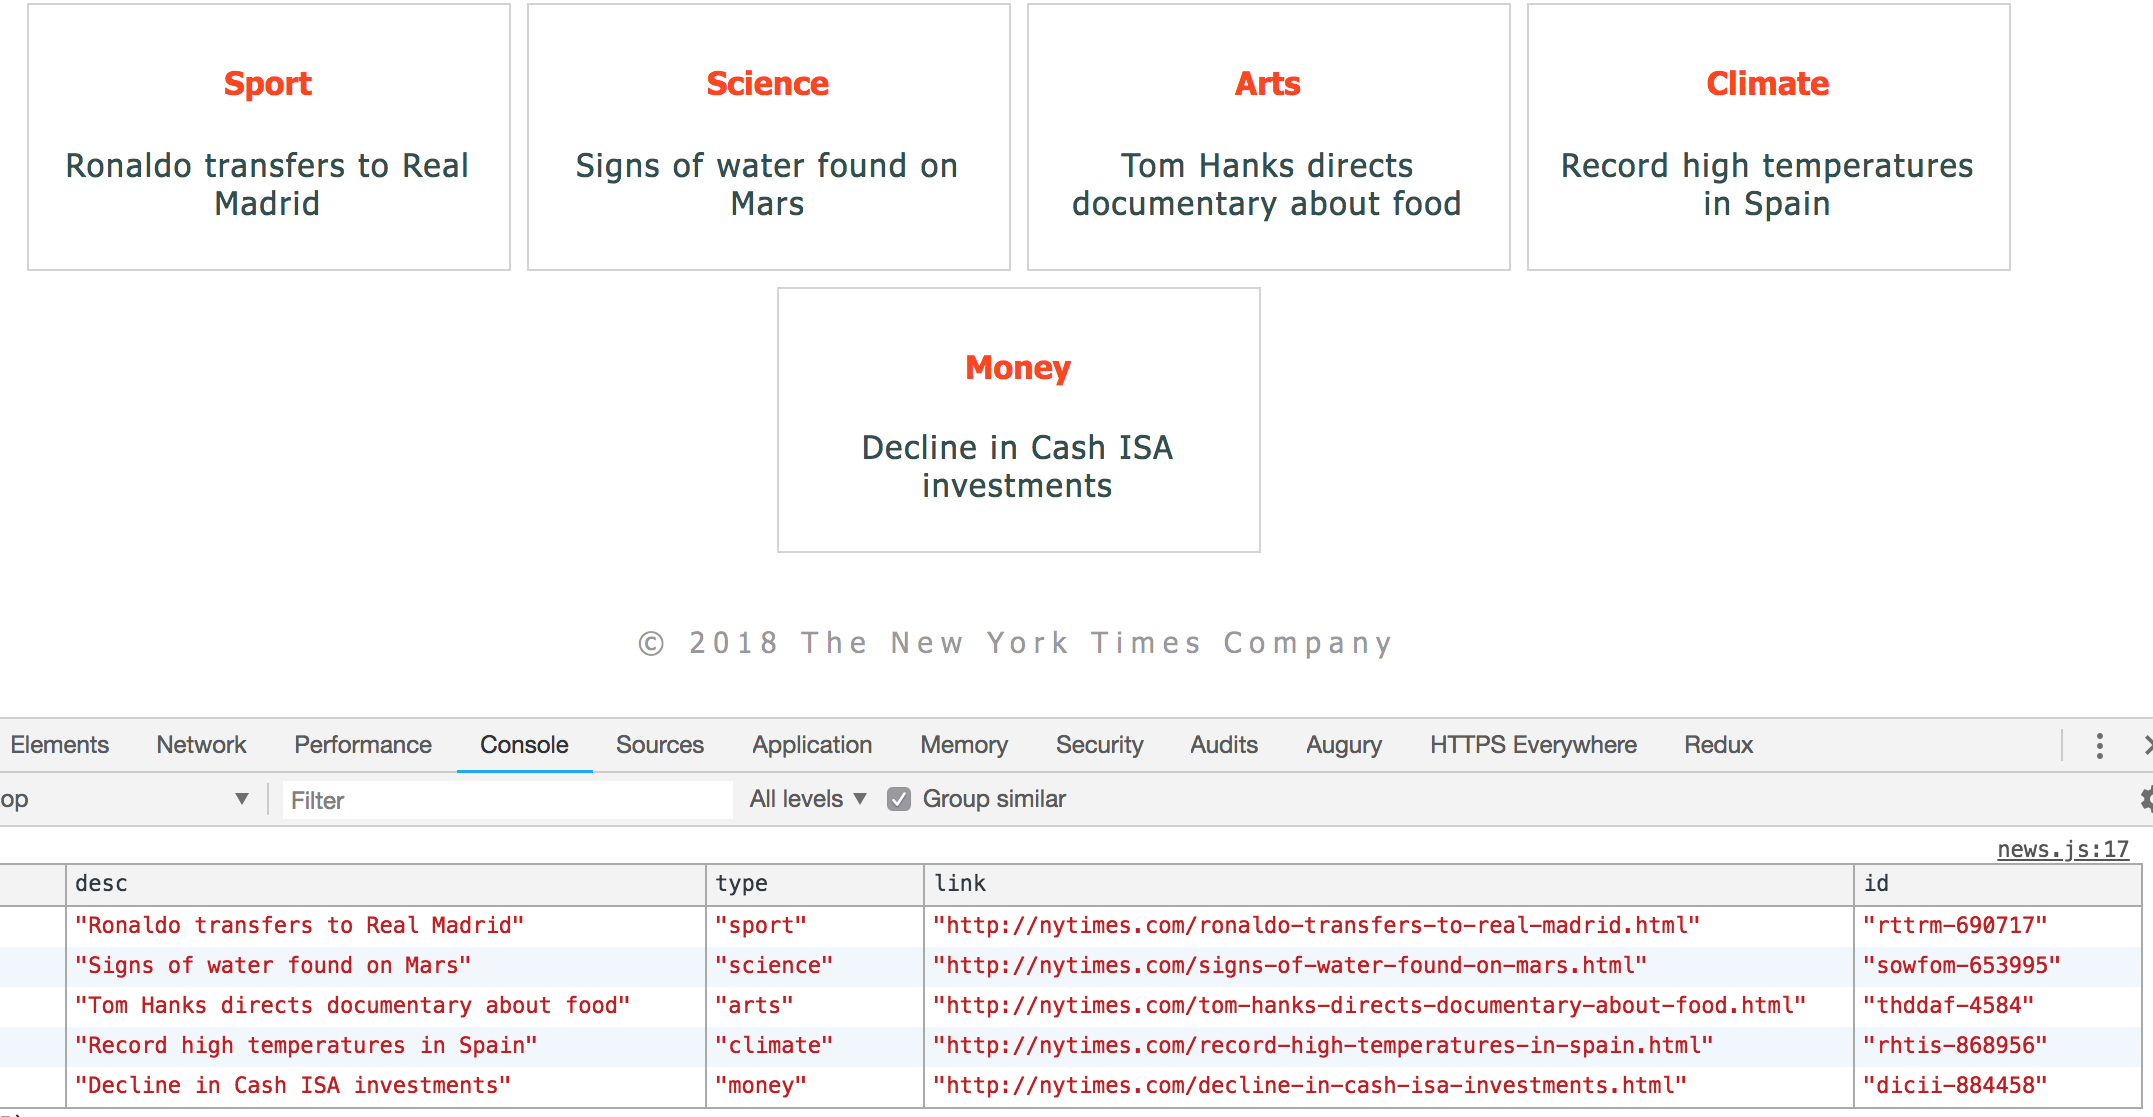 Sport
Ronaldo transfers to Real
Madrid
Science
Signs of water found on
Mars
Arts
Tom Hanks directs
documentary about food
Climate
Record high temperatures
in Spain
Money
Decline in Cash ISA
investments
© 2018 The New York Times Company
Elements Network Performance Console Sources Application Memory Security Audits Augury HTTPS Everywhere Redux
op ▼ Filter All levels ▼ Group similar
news.js:17
desc type link id
"Ronaldo transfers to Real Madrid" "sport" "http://nytimes.com/ronaldo-transfers-to-real-madrid.html" "rttrm-690717"
"Signs of water found on Mars" "science" "http://nytimes.com/signs-of-water-found-on-mars.html" "sowfom-653995"
"Tom Hanks directs documentary about food" "arts" "http://nytimes.com/tom-hanks-directs-documentary-about-food.html" "thddaf-4584"
"Record high temperatures in Spain" "climate" "http://nytimes.com/record-high-temperatures-in-spain.html" "rhtis-868956"
"Decline in Cash ISA investments" "money" "http://nytimes.com/decline-in-cash-isa-investments.html" "dicii-884458"